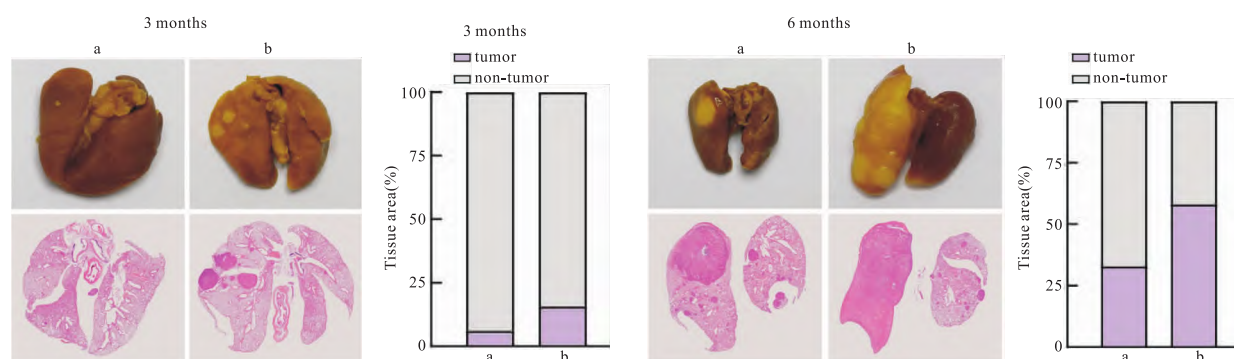 3 months
a
b
3 months
tumor
non-tumor
Tissue area(%)
100
75
50
25
0
a
b
6 months
a
b
tumor
non-tumor
Tissue area(%)
100
75
50
25
0
a
b